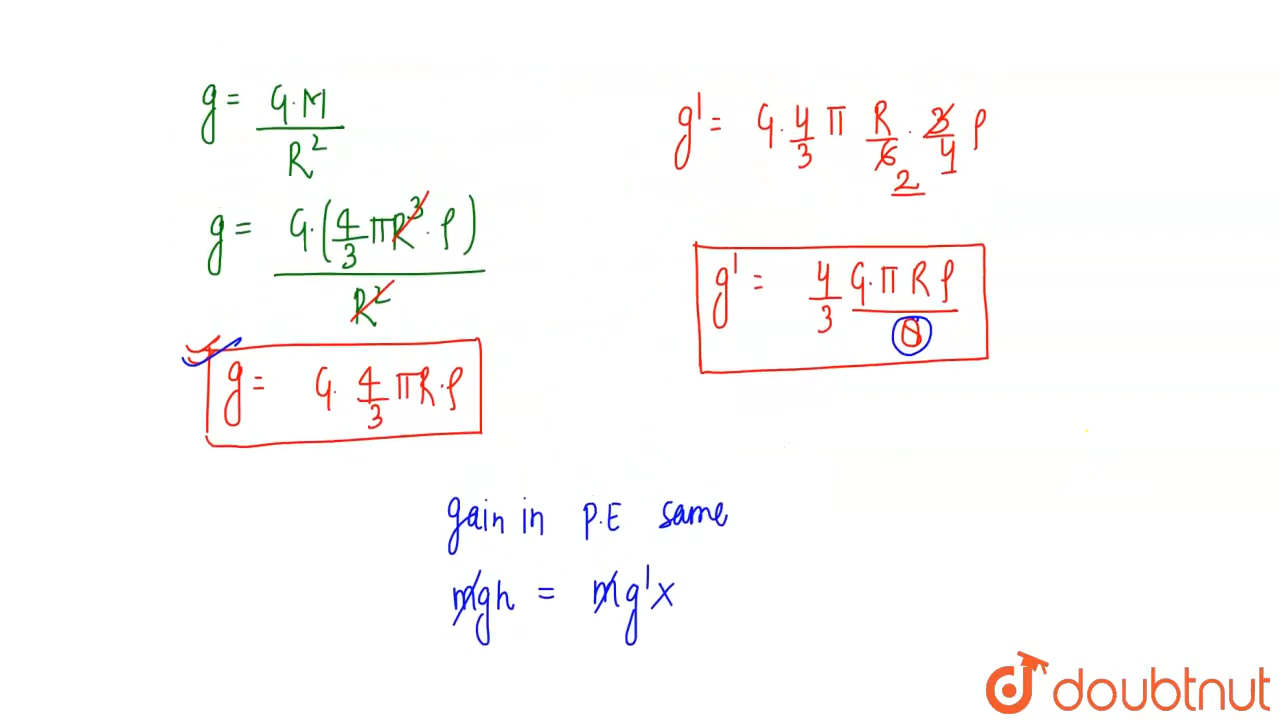 g = G.M / R²
g = G.(4/3 πR³.ρ) / R²
g = G. 4/3 πR.ρ
g' = G. 4/3 π R/6 . 3/4 ρ
2
g' = 4/3 G.π R ρ / 8
gain in P.E same
mgh = mg'x
doubtnut